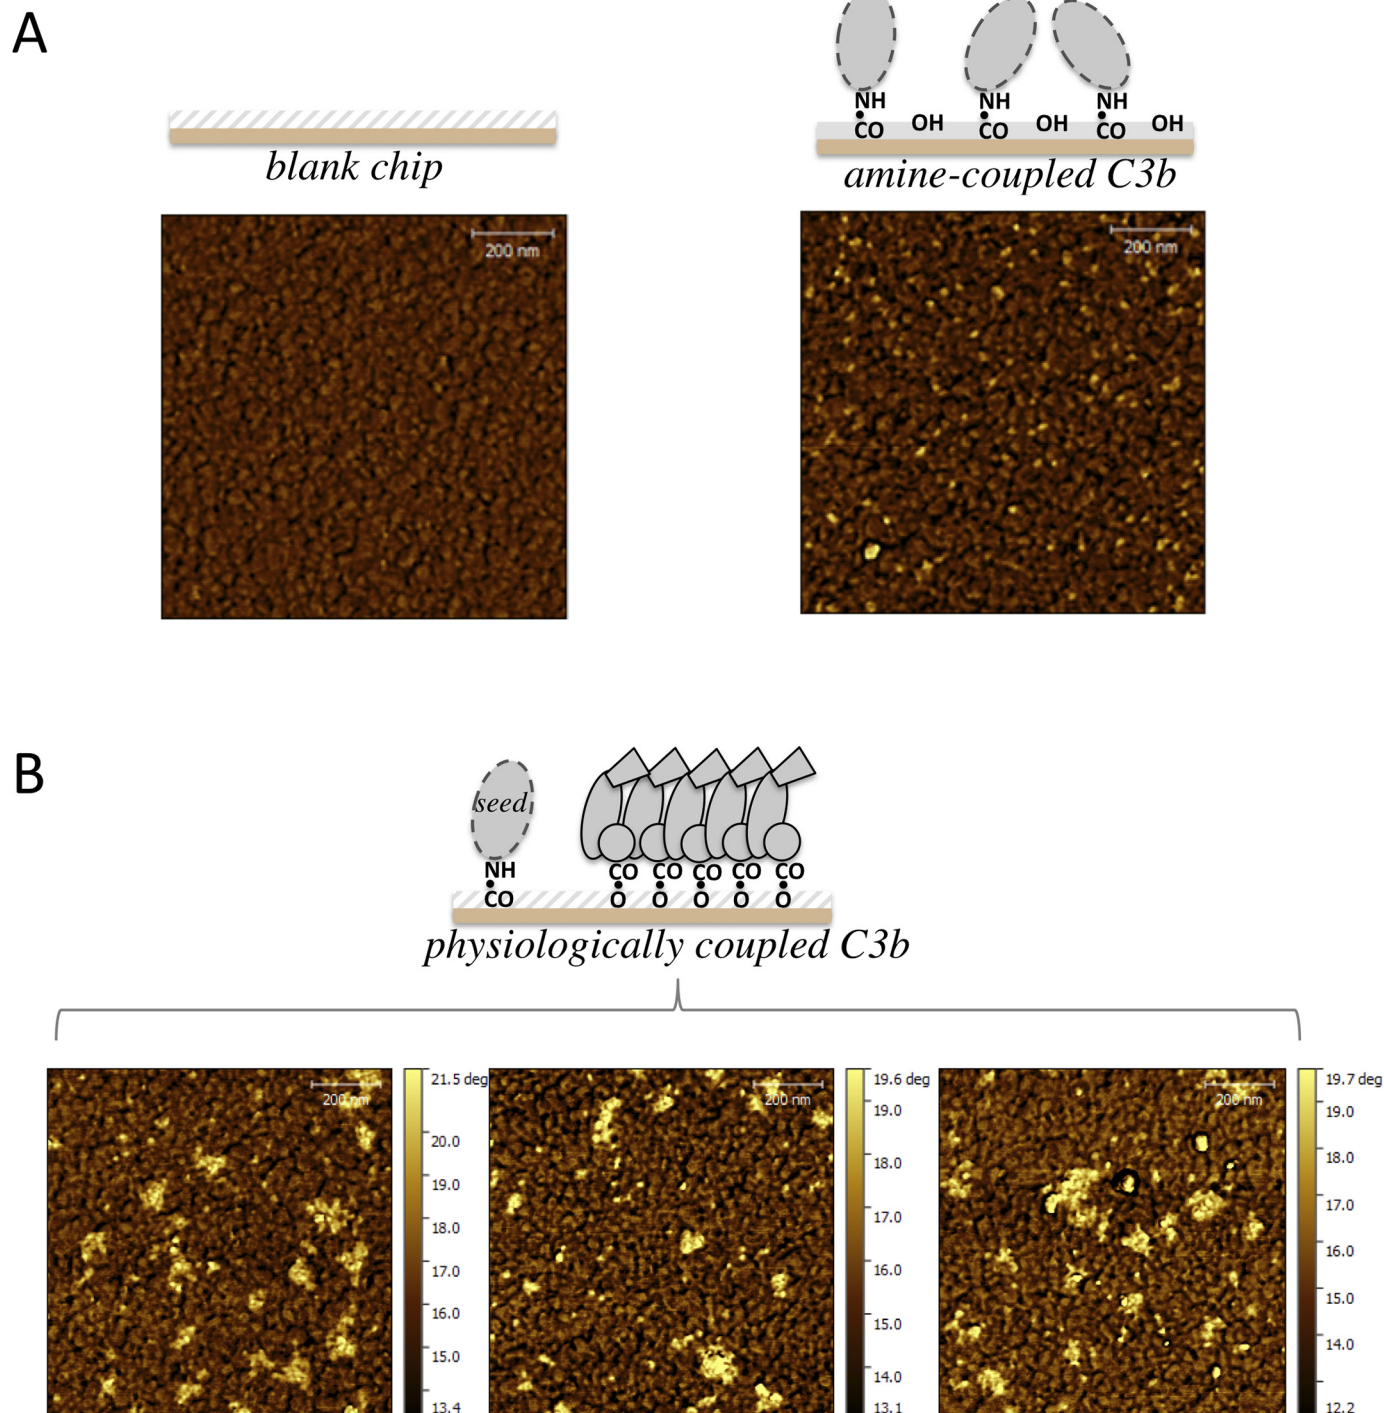 A
NH NH NH
CO OH CO OH CO OH
blank chip
amine-coupled C3b
200 nm
200 nm
B
seed
NH CO CO CO CO CO
CO O O O O O
physiologically coupled C3b
200 nm
21.5 deg
20.0
19.0
18.0
17.0
16.0
15.0
13.4
200 nm
19.6 deg
19.0
18.0
17.0
16.0
15.0
14.0
13.1
200 nm
19.7 deg
19.0
18.0
17.0
16.0
15.0
14.0
12.2